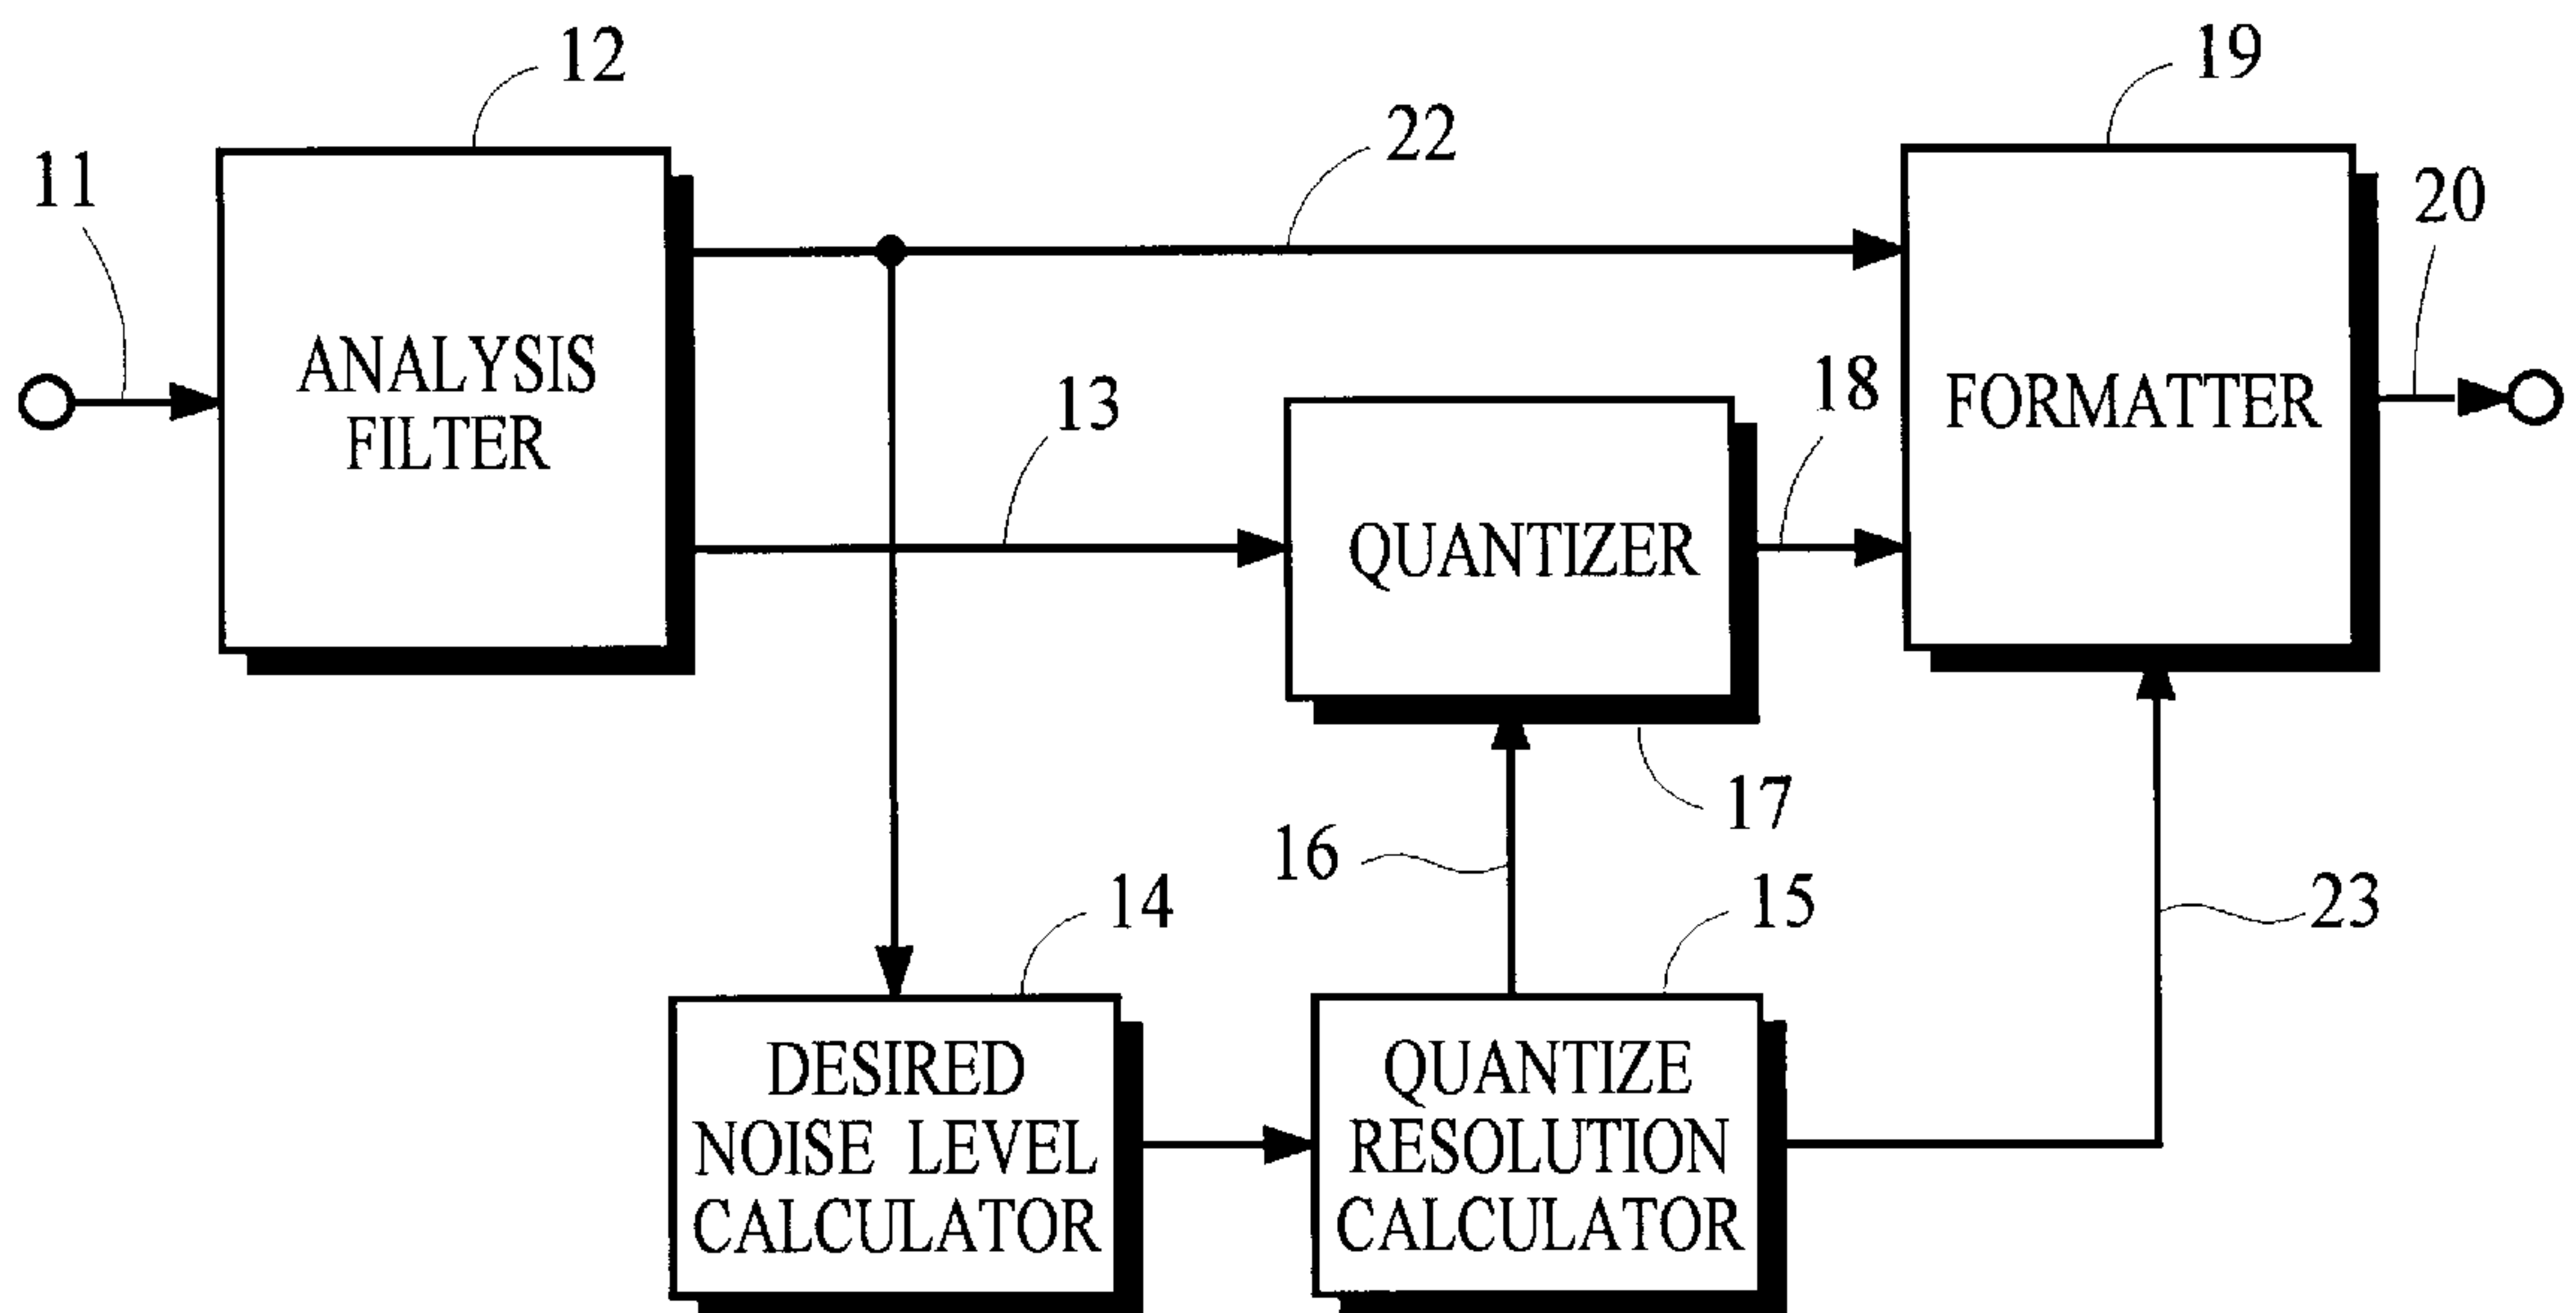 12
19
22
11
20
ANALYSIS
FILTER
13
18
FORMATTER
QUANTIZER
17
16
14
15
23
DESIRED
NOISE LEVEL
CALCULATOR
QUANTIZE
RESOLUTION
CALCULATOR